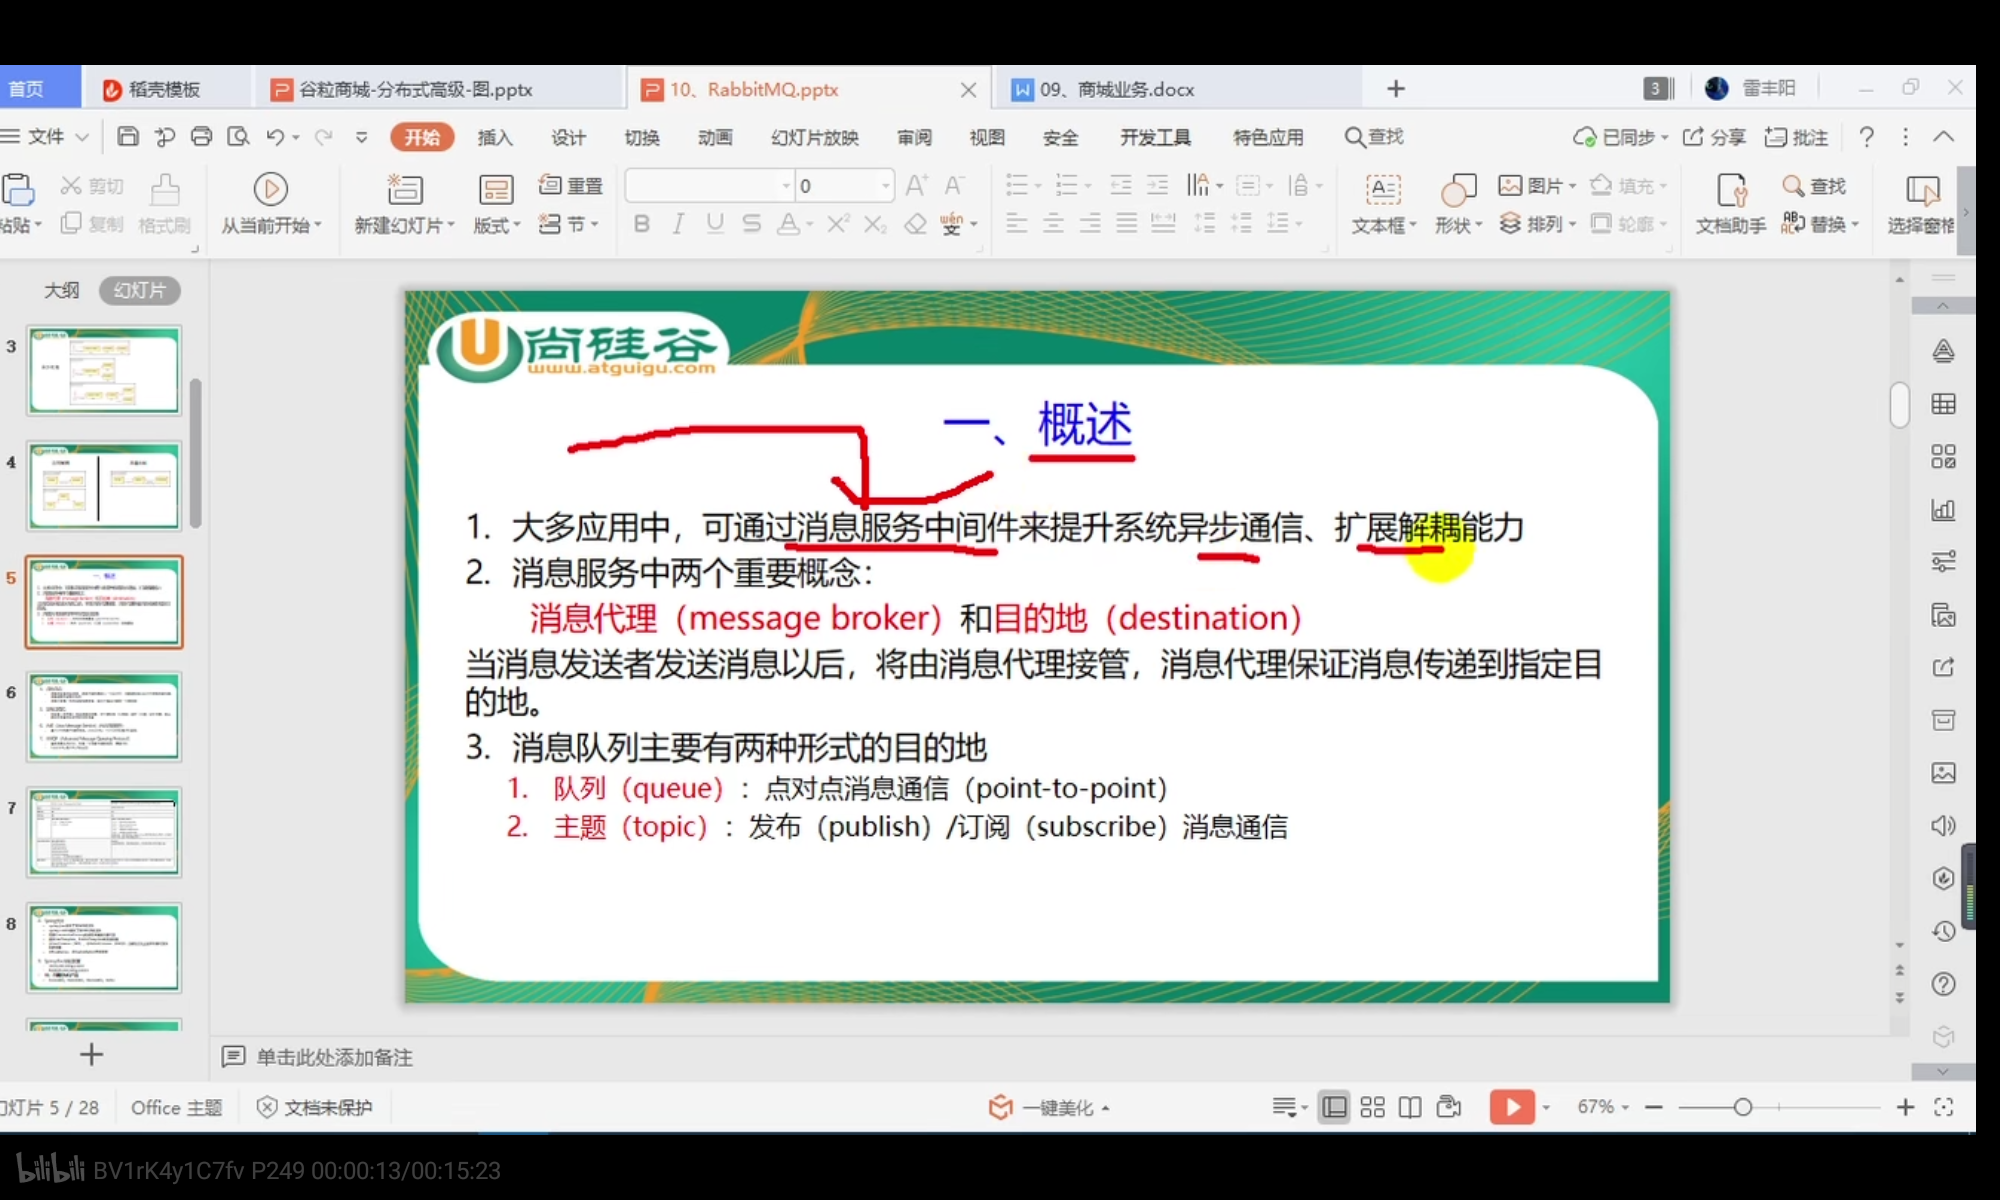 首页
稻壳模板
谷粒商城-分布式高级-图.pptx
10、RabbitMQ.pptx
09、商城业务.docx
3
雷丰阳
文件
开始
插入
设计
切换
动画
幻灯片放映
审阅
视图
安全
开发工具
特色应用
查找
已同步
分享
批注
粘贴
剪切
复制
格式刷
从当前开始
新建幻灯片
版式
重置
节
0
文本框
形状
图片
排列
填充
轮廓
文档助手
查找
替换
选择窗格
大纲
幻灯片
3
4
5
6
7
8
尚硅谷
www.atguigu.com
一、概述
1. 大多应用中，可通过消息服务中间件来提升系统异步通信、扩展解耦能力
2. 消息服务中两个重要概念：
消息代理（message broker）和目的地（destination）
当消息发送者发送消息以后，将由消息代理接管，消息代理保证消息传递到指定目
的地。
3. 消息队列主要有两种形式的目的地
1. 队列（queue）：点对点消息通信（point-to-point）
2. 主题（topic）：发布（publish）/订阅（subscribe）消息通信
单击此处添加备注
幻灯片 5 / 28
Office 主题
文档未保护
一键美化
67%
bilibili BV1rK4y1C7fv P249 00:00:13/00:15:23